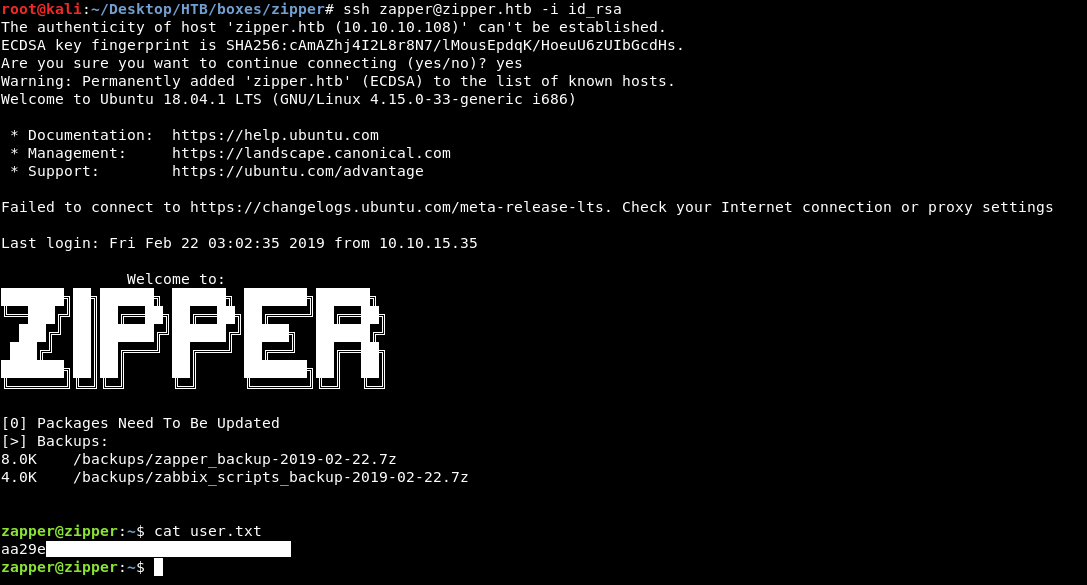 root@kali:~/Desktop/HTB/boxes/zipper# ssh zapper@zipper.htb -i id_rsa
The authenticity of host 'zipper.htb (10.10.10.108)' can't be established.
ECDSA key fingerprint is SHA256:cAmAZhj4I2L8r8N7/lMousEpdqK/HoeuU6zUIbGcdHs.
Are you sure you want to continue connecting (yes/no)? yes
Warning: Permanently added 'zipper.htb' (ECDSA) to the list of known hosts.
Welcome to Ubuntu 18.04.1 LTS (GNU/Linux 4.15.0-33-generic i686)
* Documentation:  https://help.ubuntu.com
* Management:     https://landscape.canonical.com
* Support:        https://ubuntu.com/advantage
Failed to connect to https://changelogs.ubuntu.com/meta-release-lts. Check your Internet connection or proxy settings
Last login: Fri Feb 22 03:02:35 2019 from 10.10.15.35
Welcome to:
ZIPPER
[0] Packages Need To Be Updated
[>] Backups:
8.0K    /backups/zapper_backup-2019-02-22.7z
4.0K    /backups/zabbix_scripts_backup-2019-02-22.7z
zapper@zipper:~$ cat user.txt
aa29e
zapper@zipper:~$